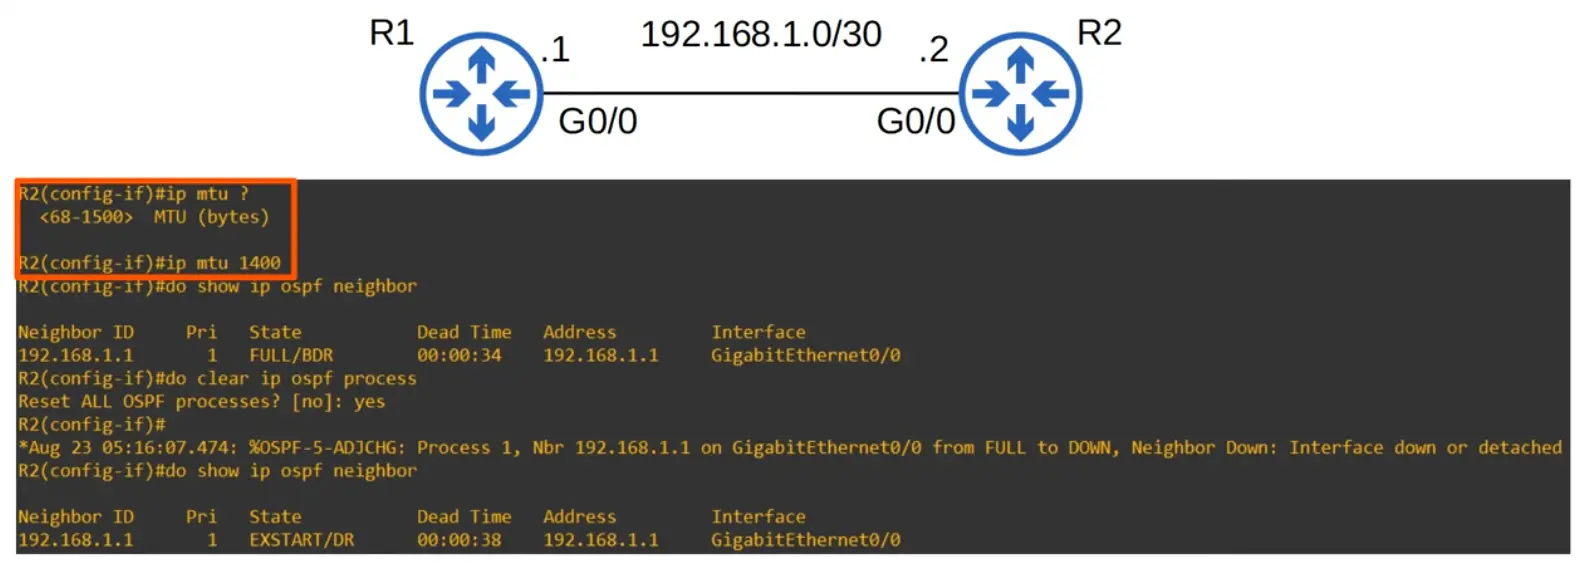 R1 .1 192.168.1.0/30 .2 R2
G0/0 G0/0
R2(config-if)#ip mtu ?
<68-1500> MTU (bytes)
R2(config-if)#ip mtu 1400
R2(config-if)#do show ip ospf neighbor
Neighbor ID Pri State Dead Time Address Interface
192.168.1.1 1 FULL/BDR 00:00:34 192.168.1.1 GigabitEthernet0/0
R2(config-if)#do clear ip ospf process
Reset ALL OSPF processes? [no]: yes
R2(config-if)#
*Aug 23 05:16:07.474: %OSPF-5-ADJCHG: Process 1, Nbr 192.168.1.1 on GigabitEthernet0/0 from FULL to DOWN, Neighbor Down: Interface down or detached
R2(config-if)#do show ip ospf neighbor
Neighbor ID Pri State Dead Time Address Interface
192.168.1.1 1 EXSTART/DR 00:00:38 192.168.1.1 GigabitEthernet0/0